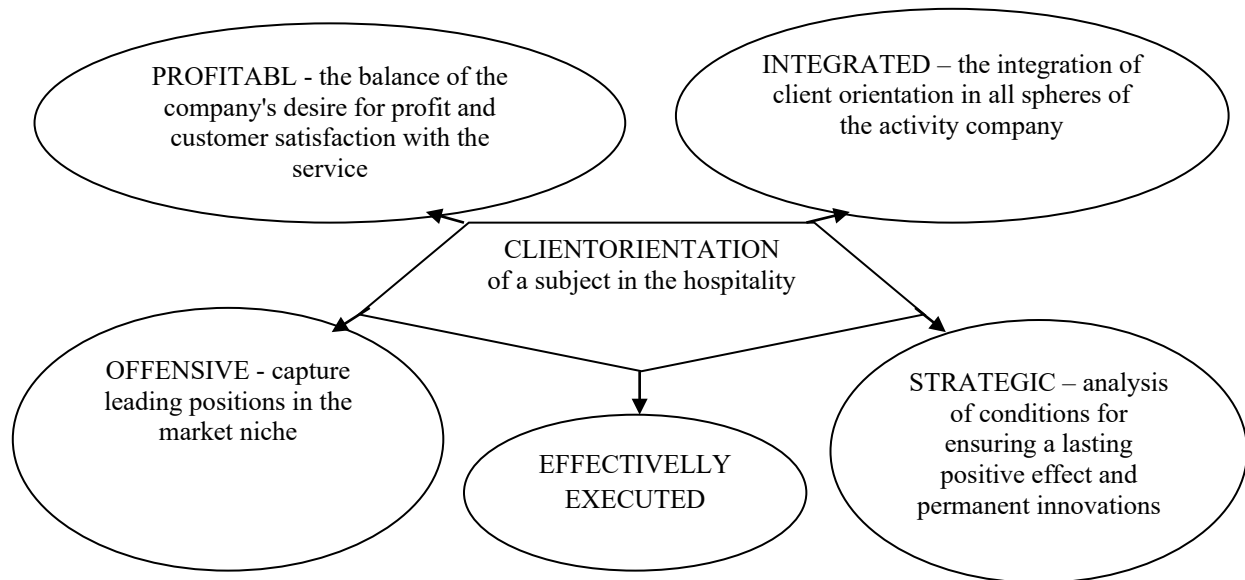 PROFITABL - the balance of the
company's desire for profit and
customer satisfaction with the
service
INTEGRATED – the integration of
client orientation in all spheres of
the activity company
CLIENTORIENTATION
of a subject in the hospitality
OFFENSIVE - capture
leading positions in the
market niche
EFFECTIVELLY
EXECUTED
STRATEGIC – analysis
of conditions for
ensuring a lasting
positive effect and
permanent innovations